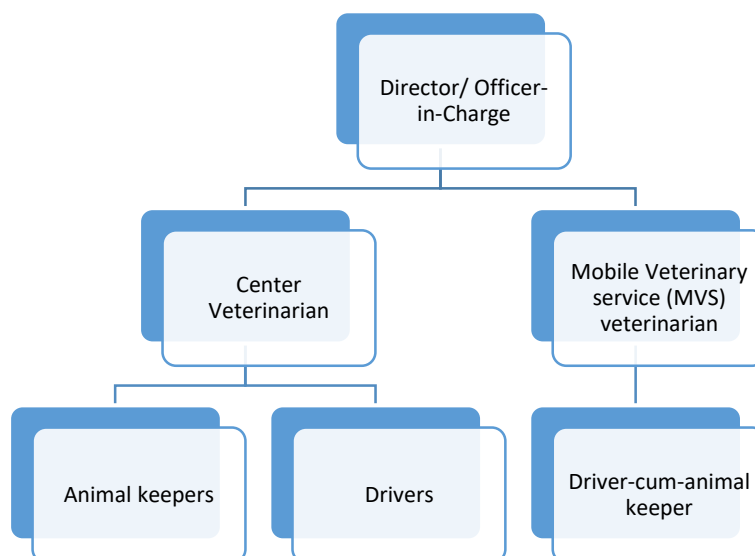 Director/ Officer-
in-Charge
Center
Veterinarian
Mobile Veterinary
service (MVS)
veterinarian
Animal keepers
Drivers
Driver-cum-animal
keeper